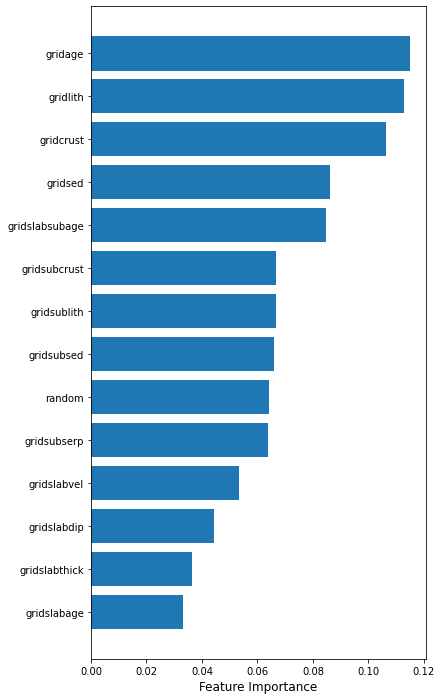 gridage
gridlith
gridcrust
gridsed
gridslabsubage
gridsubcrust
gridsublith
gridsubsed
random
gridsubserp
gridslabvel
gridslabdip
gridslabthick
gridslabage
0.00 0.02 0.04 0.06 0.08 0.10 0.12
Feature Importance